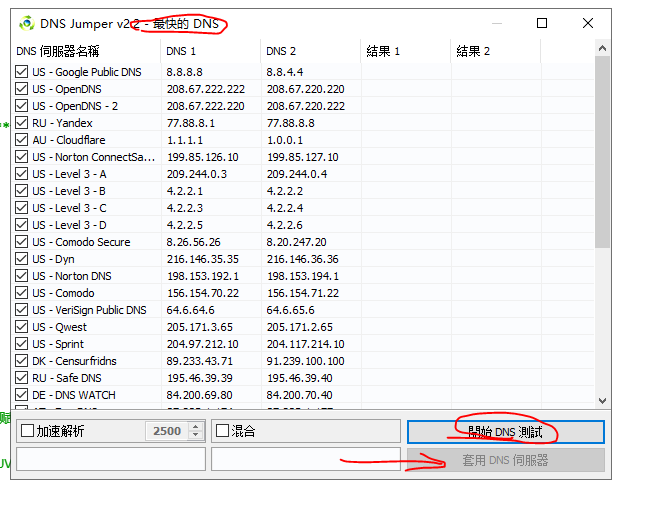 DNS Jumper v2.2 - 最快的 DNS
DNS 伺服器名稱 DNS 1 DNS 2 結果 1 結果 2
US - Google Public DNS 8.8.8.8 8.8.4.4
US - OpenDNS 208.67.222.222 208.67.220.220
US - OpenDNS - 2 208.67.222.220 208.67.220.222
RU - Yandex 77.88.8.1 77.88.8.8
AU - Cloudflare 1.1.1.1 1.0.0.1
US - Norton ConnectSa... 199.85.126.10 199.85.127.10
US - Level 3 - A 209.244.0.3 209.244.0.4
US - Level 3 - B 4.2.2.1 4.2.2.2
US - Level 3 - C 4.2.2.3 4.2.2.4
US - Level 3 - D 4.2.2.5 4.2.2.6
US - Comodo Secure 8.26.56.26 8.20.247.20
US - Dyn 216.146.35.35 216.146.36.36
US - Norton DNS 198.153.192.1 198.153.194.1
US - Comodo 156.154.70.22 156.154.71.22
US - VeriSign Public DNS 64.6.64.6 64.6.65.6
US - Qwest 205.171.3.65 205.171.2.65
US - Sprint 204.97.212.10 204.117.214.10
DK - Censurfridns 89.233.43.71 91.239.100.100
RU - Safe DNS 195.46.39.39 195.46.39.40
DE - DNS WATCH 84.200.69.80 84.200.70.40
加速解析 2500 混合 開始 DNS 測試
套用 DNS 伺服器